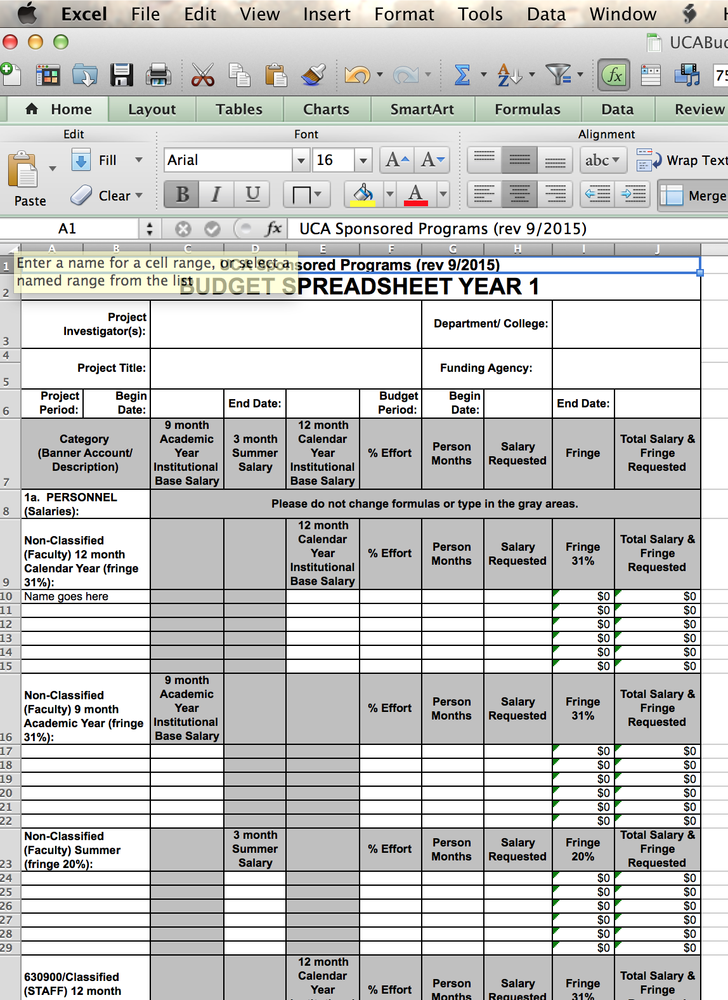 Excel File Edit View Insert Format Tools Data Window
UCABud
Home Layout Tables Charts SmartArt Formulas Data Review
Edit Font Alignment
Fill Arial 16 abc Wrap Text
Paste Clear B I U A Merge
A1 fx UCA Sponsored Programs (rev 9/2015)
A B C D E F G H I J
Enter a name for a cell range, or select a
named range from the list
1 UCA Sponsored Programs (rev 9/2015)
2 BUDGET SPREADSHEET YEAR 1
Project
Investigator(s):
Department/ College:
3
4
Project Title: Funding Agency:
5
Project
Period:
Begin
Date:
End Date:
Budget
Period:
Begin
Date:
End Date:
6
Category
(Banner Account/
Description)
9 month
Academic
Year
Institutional
Base Salary
3 month
Summer
Salary
12 month
Calendar
Year
Institutional
Base Salary
% Effort
Person
Months
Salary
Requested
Fringe
Total Salary &
Fringe
Requested
7
1a. PERSONNEL
(Salaries):
Please do not change formulas or type in the gray areas.
8
Non-Classified
(Faculty) 12 month
Calendar Year (fringe
31%):
12 month
Calendar
Year
Institutional
Base Salary
% Effort
Person
Months
Salary
Requested
Fringe
31%
Total Salary &
Fringe
Requested
9
10 Name goes here $0 $0
11 $0 $0
12 $0 $0
13 $0 $0
14 $0 $0
15 $0 $0
Non-Classified
(Faculty) 9 month
Academic Year (fringe
31%):
9 month
Academic
Year
Institutional
Base Salary
% Effort
Person
Months
Salary
Requested
Fringe
31%
Total Salary &
Fringe
Requested
16
17 $0 $0
18 $0 $0
19 $0 $0
20 $0 $0
21 $0 $0
22 $0 $0
Non-Classified
(Faculty) Summer
(fringe 20%):
3 month
Summer
Salary
% Effort
Person
Months
Salary
Requested
Fringe
20%
Total Salary &
Fringe
Requested
23
24 $0 $0
25 $0 $0
26 $0 $0
27 $0 $0
28 $0 $0
29 $0 $0
630900/Classified
(STAFF) 12 month
12 month
Calendar
Year
% Effort
Person
Months
Salary
Requested
Fringe
31%
Total Salary &
Fringe